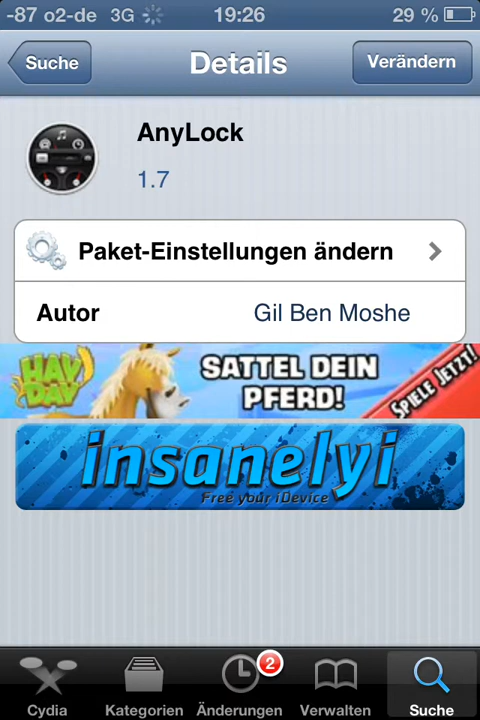 -87 o2-de 3G 19:26 29 %
Suche Details Verändern
AnyLock
1.7
Paket-Einstellungen ändern
Autor Gil Ben Moshe
HAY DAY
SATTEL DEIN
PFERD!
SPIELE JETZT!
insanelyi
Free your iDevice
2
Cydia Kategorien Änderungen Verwalten Suche